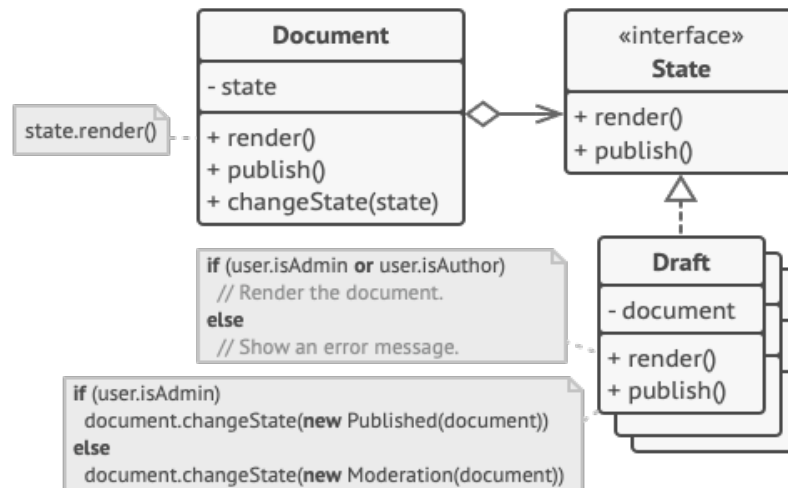 Document
- state
+ render()
+ publish()
+ changeState(state)
state.render()
«interface»
State
+ render()
+ publish()
Draft
- document
+ render()
+ publish()
if (user.isAdmin or user.isAuthor)
// Render the document.
else
// Show an error message.
if (user.isAdmin)
document.changeState(new Published(document))
else
document.changeState(new Moderation(document))